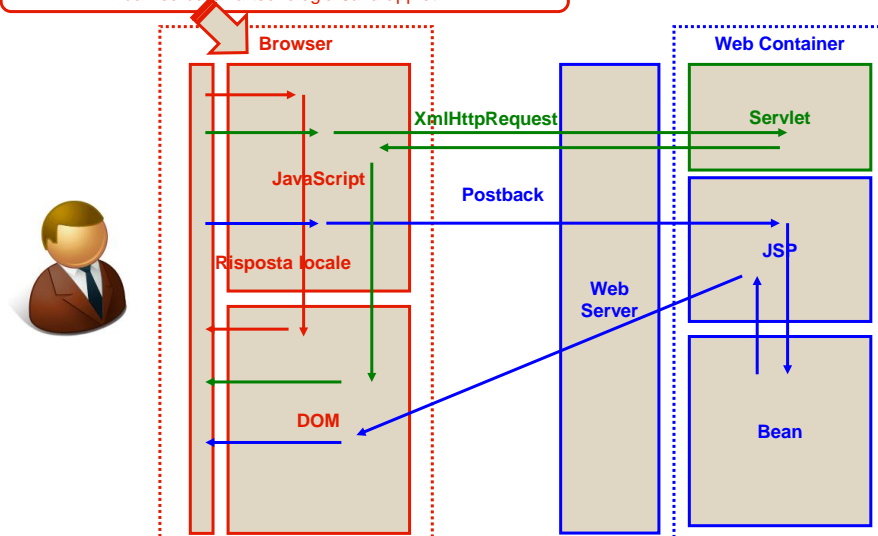 Browser
Web Container
XmlHttpRequest
Servlet
JavaScript
Postback
JSP
Risposta locale
Web
Server
DOM
Bean